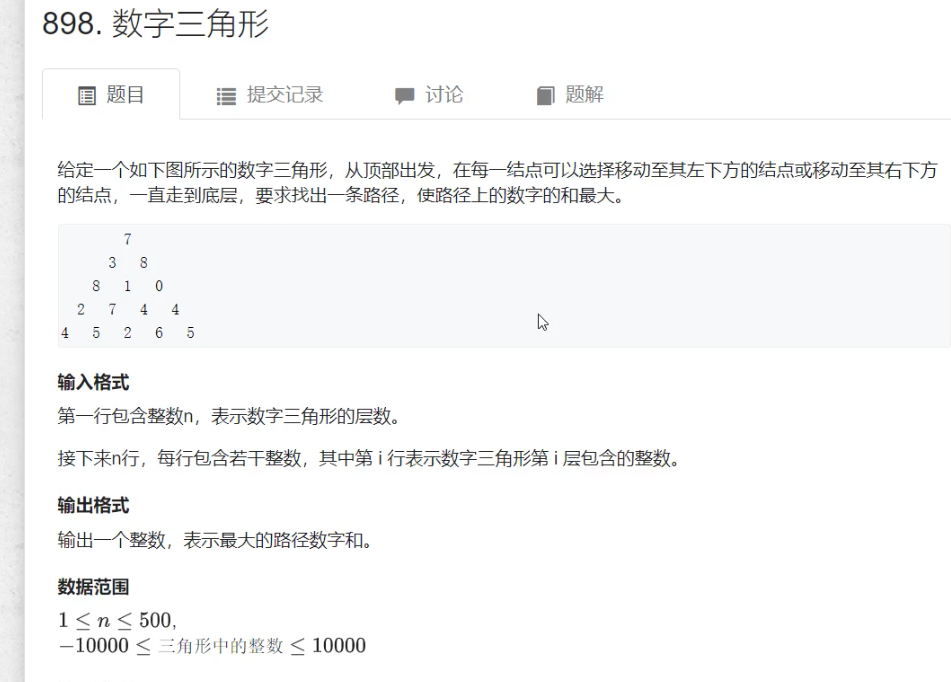 898. 数字三角形
题目 提交记录 讨论 题解
给定一个如下图所示的数字三角形，从顶部出发，在每一结点可以选择移动至其左下方的结点或移动至其右下方
的结点，一直走到底层，要求找出一条路径，使路径上的数字的和最大。
7
3 8
8 1 0
2 7 4 4
4 5 2 6 5
输入格式
第一行包含整数n，表示数字三角形的层数。
接下来n行，每行包含若干整数，其中第 i 行表示数字三角形第 i 层包含的整数。
输出格式
输出一个整数，表示最大的路径数字和。
数据范围
1 ≤ n ≤ 500,
−10000 ≤ 三角形中的整数 ≤ 10000